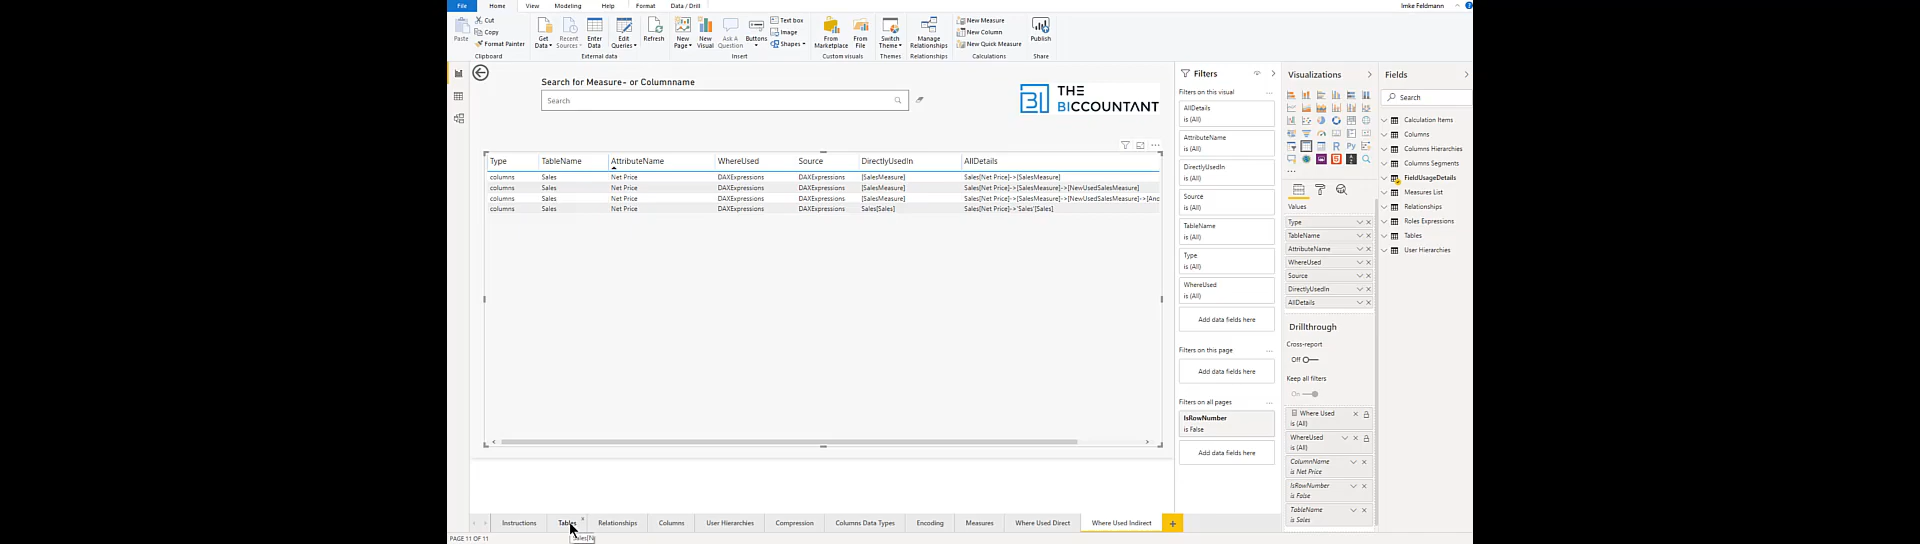 File Home View Modeling Help Format Data / Drill Imke Feldmann
Paste Cut Copy Format Painter
Get Data Recent Sources Enter Data Edit Queries Refresh
New Page New Visual Ask A Question Buttons Text box Image Shapes
From Marketplace From File Switch Theme Manage Relationships
New Measure New Column New Quick Measure Publish
Clipboard External data Insert Custom visuals Themes Relationships Calculations Share
Search for Measure- or Columnname
Search
THE
BICCOUNTANT
Type TableName AttributeName WhereUsed Source DirectlyUsedIn AllDetails
columns Sales Net Price DAXExpressions DAXExpressions [SalesMeasure] Sales[Net Price]->[SalesMeasure]
columns Sales Net Price DAXExpressions DAXExpressions [SalesMeasure] Sales[Net Price]->[SalesMeasure]->[NewUsedSalesMeasure]
columns Sales Net Price DAXExpressions DAXExpressions [SalesMeasure] Sales[Net Price]->[SalesMeasure]->[NewUsedSalesMeasure]->[Anc
columns Sales Net Price DAXExpressions DAXExpressions Sales[Sales] Sales[Net Price]->'Sales'[Sales]
Filters
Filters on this visual
AllDetails
is (All)
AttributeName
is (All)
DirectlyUsedIn
is (All)
Source
is (All)
TableName
is (All)
Type
is (All)
WhereUsed
is (All)
Add data fields here
Filters on this page
Add data fields here
Filters on all pages
IsRowNumber
is False
Add data fields here
Visualizations
Values
Type
TableName
AttributeName
WhereUsed
Source
DirectlyUsedIn
AllDetails
Drillthrough
Cross-report
Off
Keep all filters
On
Where Used
is (All)
WhereUsed
is (All)
ColumnName
is Net Price
IsRowNumber
is False
TableName
is Sales
Fields
Search
Calculation Items
Columns
Columns Hierarchies
Columns Segments
FieldUsageDetails
Measures List
Relationships
Roles Expressions
Tables
User Hierarchies
Instructions Tables Relationships Columns User Hierarchies Compression Columns Data Types Encoding Measures Where Used Direct Where Used Indirect
PAGE 11 OF 11